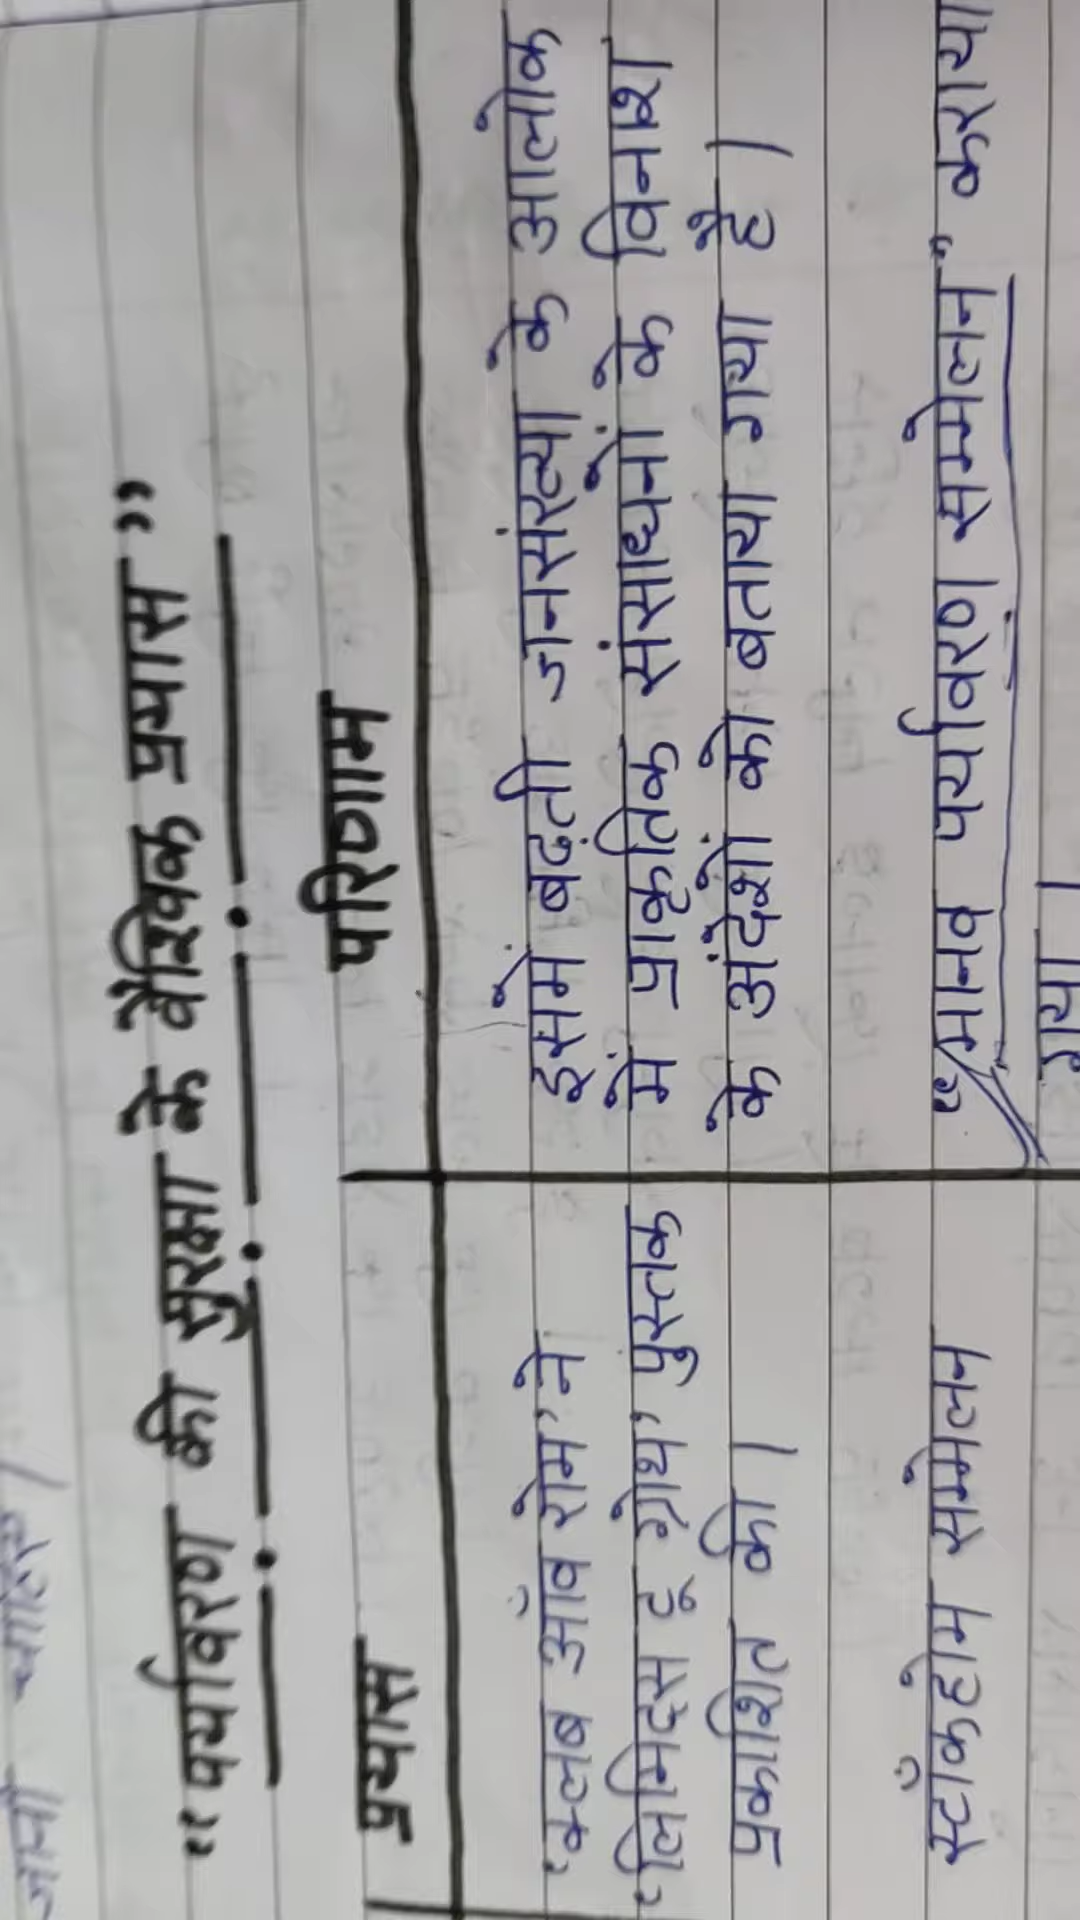 "पर्यावरण की सुरक्षा के वैश्विक प्रयास"
प्रयास
परिणाम
'क्लब ऑव रोम' ने
'लिमिट्स टू ग्रोथ' पुस्तक
प्रकाशित की।
इसमें बढ़ंती जनसंख्या के आलोक
में प्राकृतिक संसाधनों के विनाश
के अंदेशों को बताया गया है।
स्टॉकहोम सम्मेलन
"मानव पर्यावरण सम्मेलन" कराया
गया।